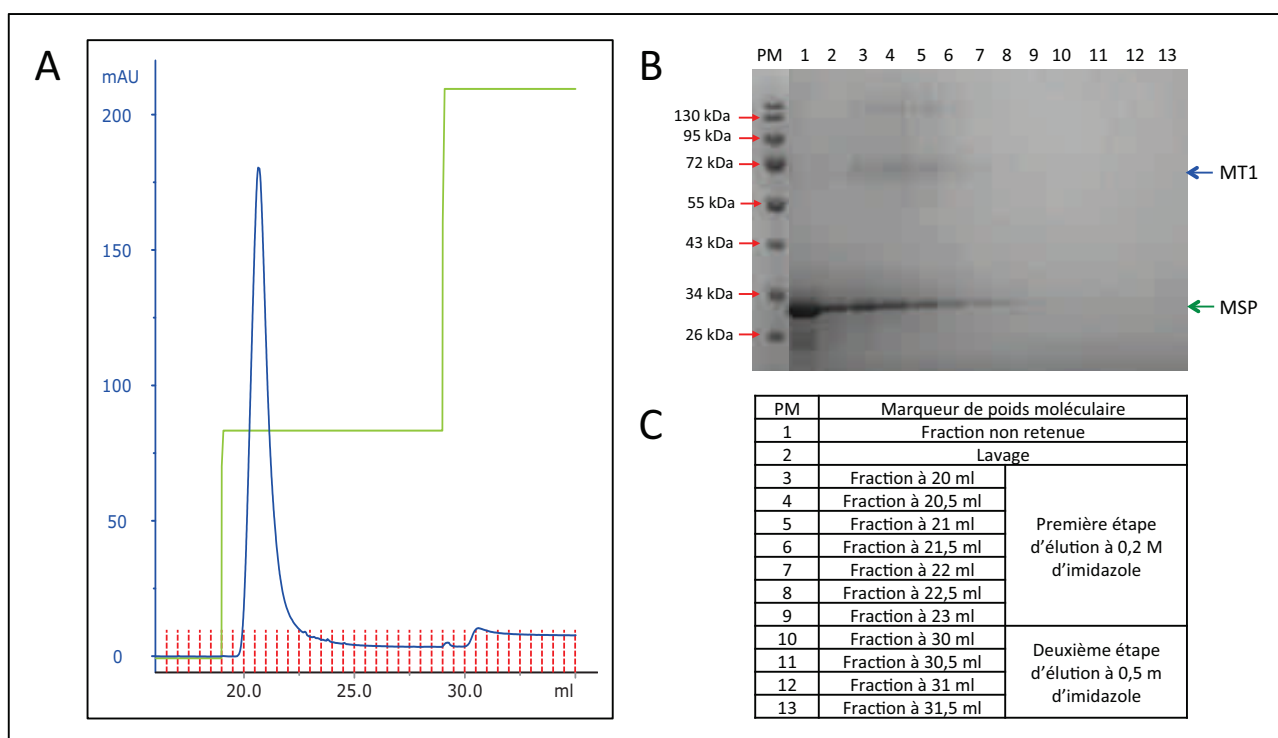 A
mAU
200
150
100
50
0
20.0 25.0 30.0 ml
B
PM 1 2 3 4 5 6 7 8 9 10 11 12 13
130 kDa
95 kDa
72 kDa
55 kDa
43 kDa
34 kDa
26 kDa
MT1
MSP
C
PM Marqueur de poids moléculaire
1 Fraction non retenue
2 Lavage
3 Fraction à 20 ml
4 Fraction à 20,5 ml
5 Fraction à 21 ml
6 Fraction à 21,5 ml
7 Fraction à 22 ml
8 Fraction à 22,5 ml
9 Fraction à 23 ml
Première étape
d'élution à 0,2 M
d'imidazole
10 Fraction à 30 ml
11 Fraction à 30,5 ml
12 Fraction à 31 ml
13 Fraction à 31,5 ml
Deuxième étape
d'élution à 0,5 m
d'imidazole